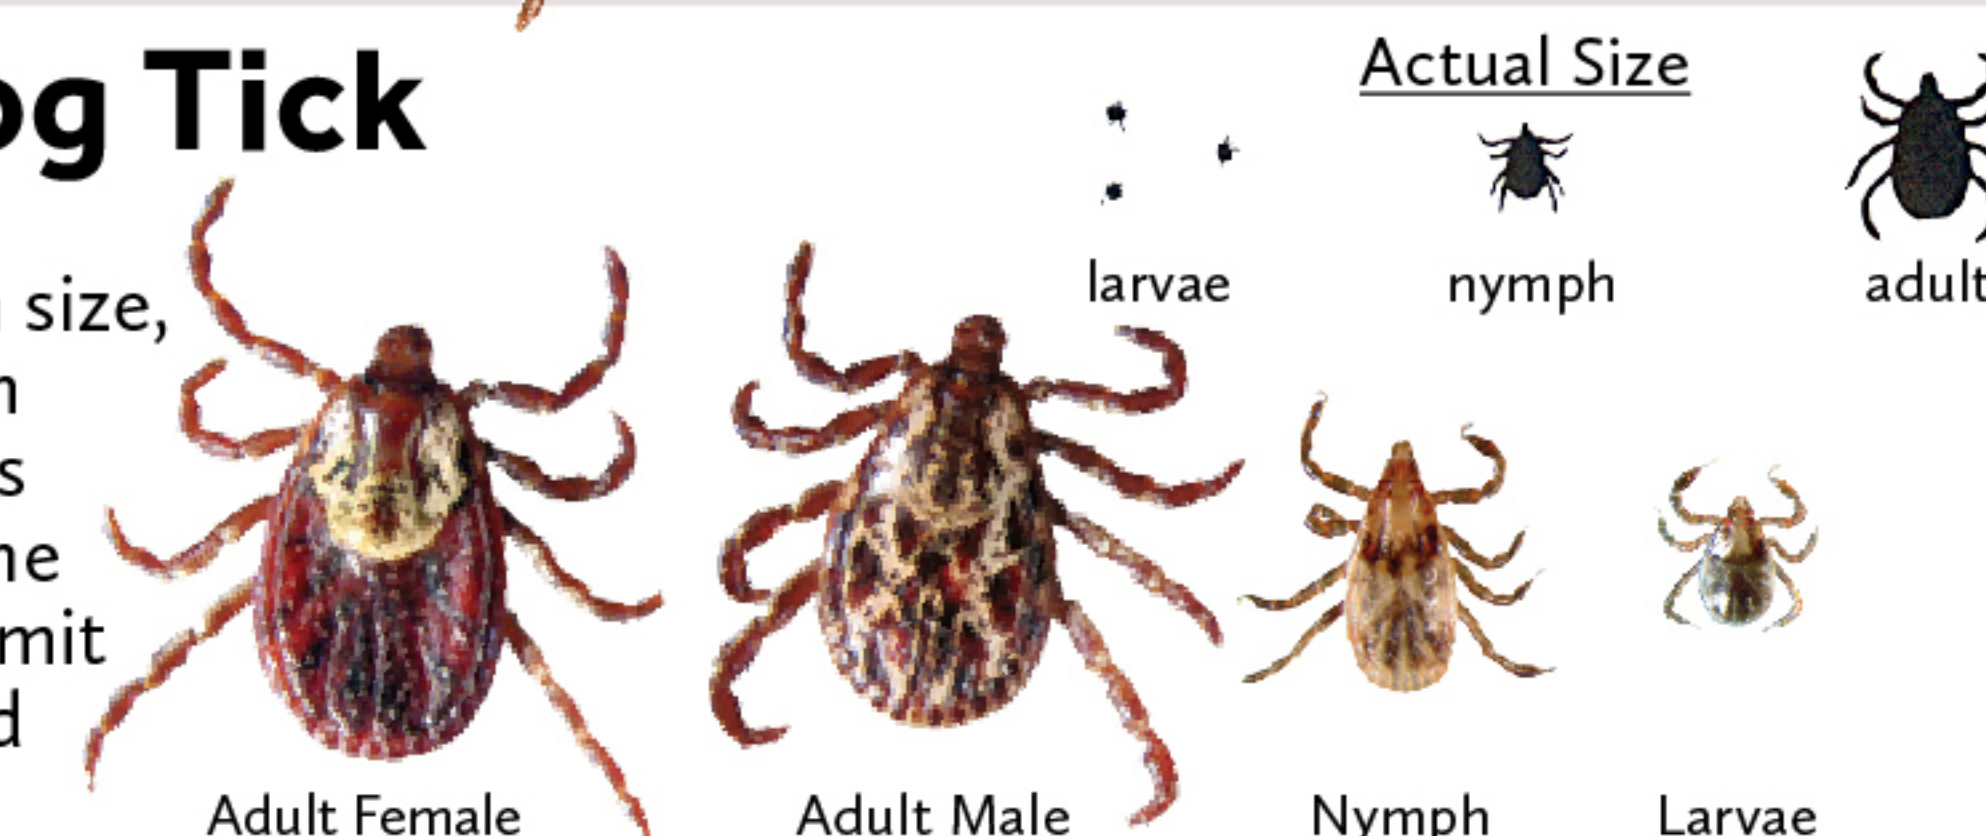 og Tick
Actual Size
larvae
nymph
adult
size,
s
ne
mit
d
Adult Female
Adult Male
Nymph
Larvae